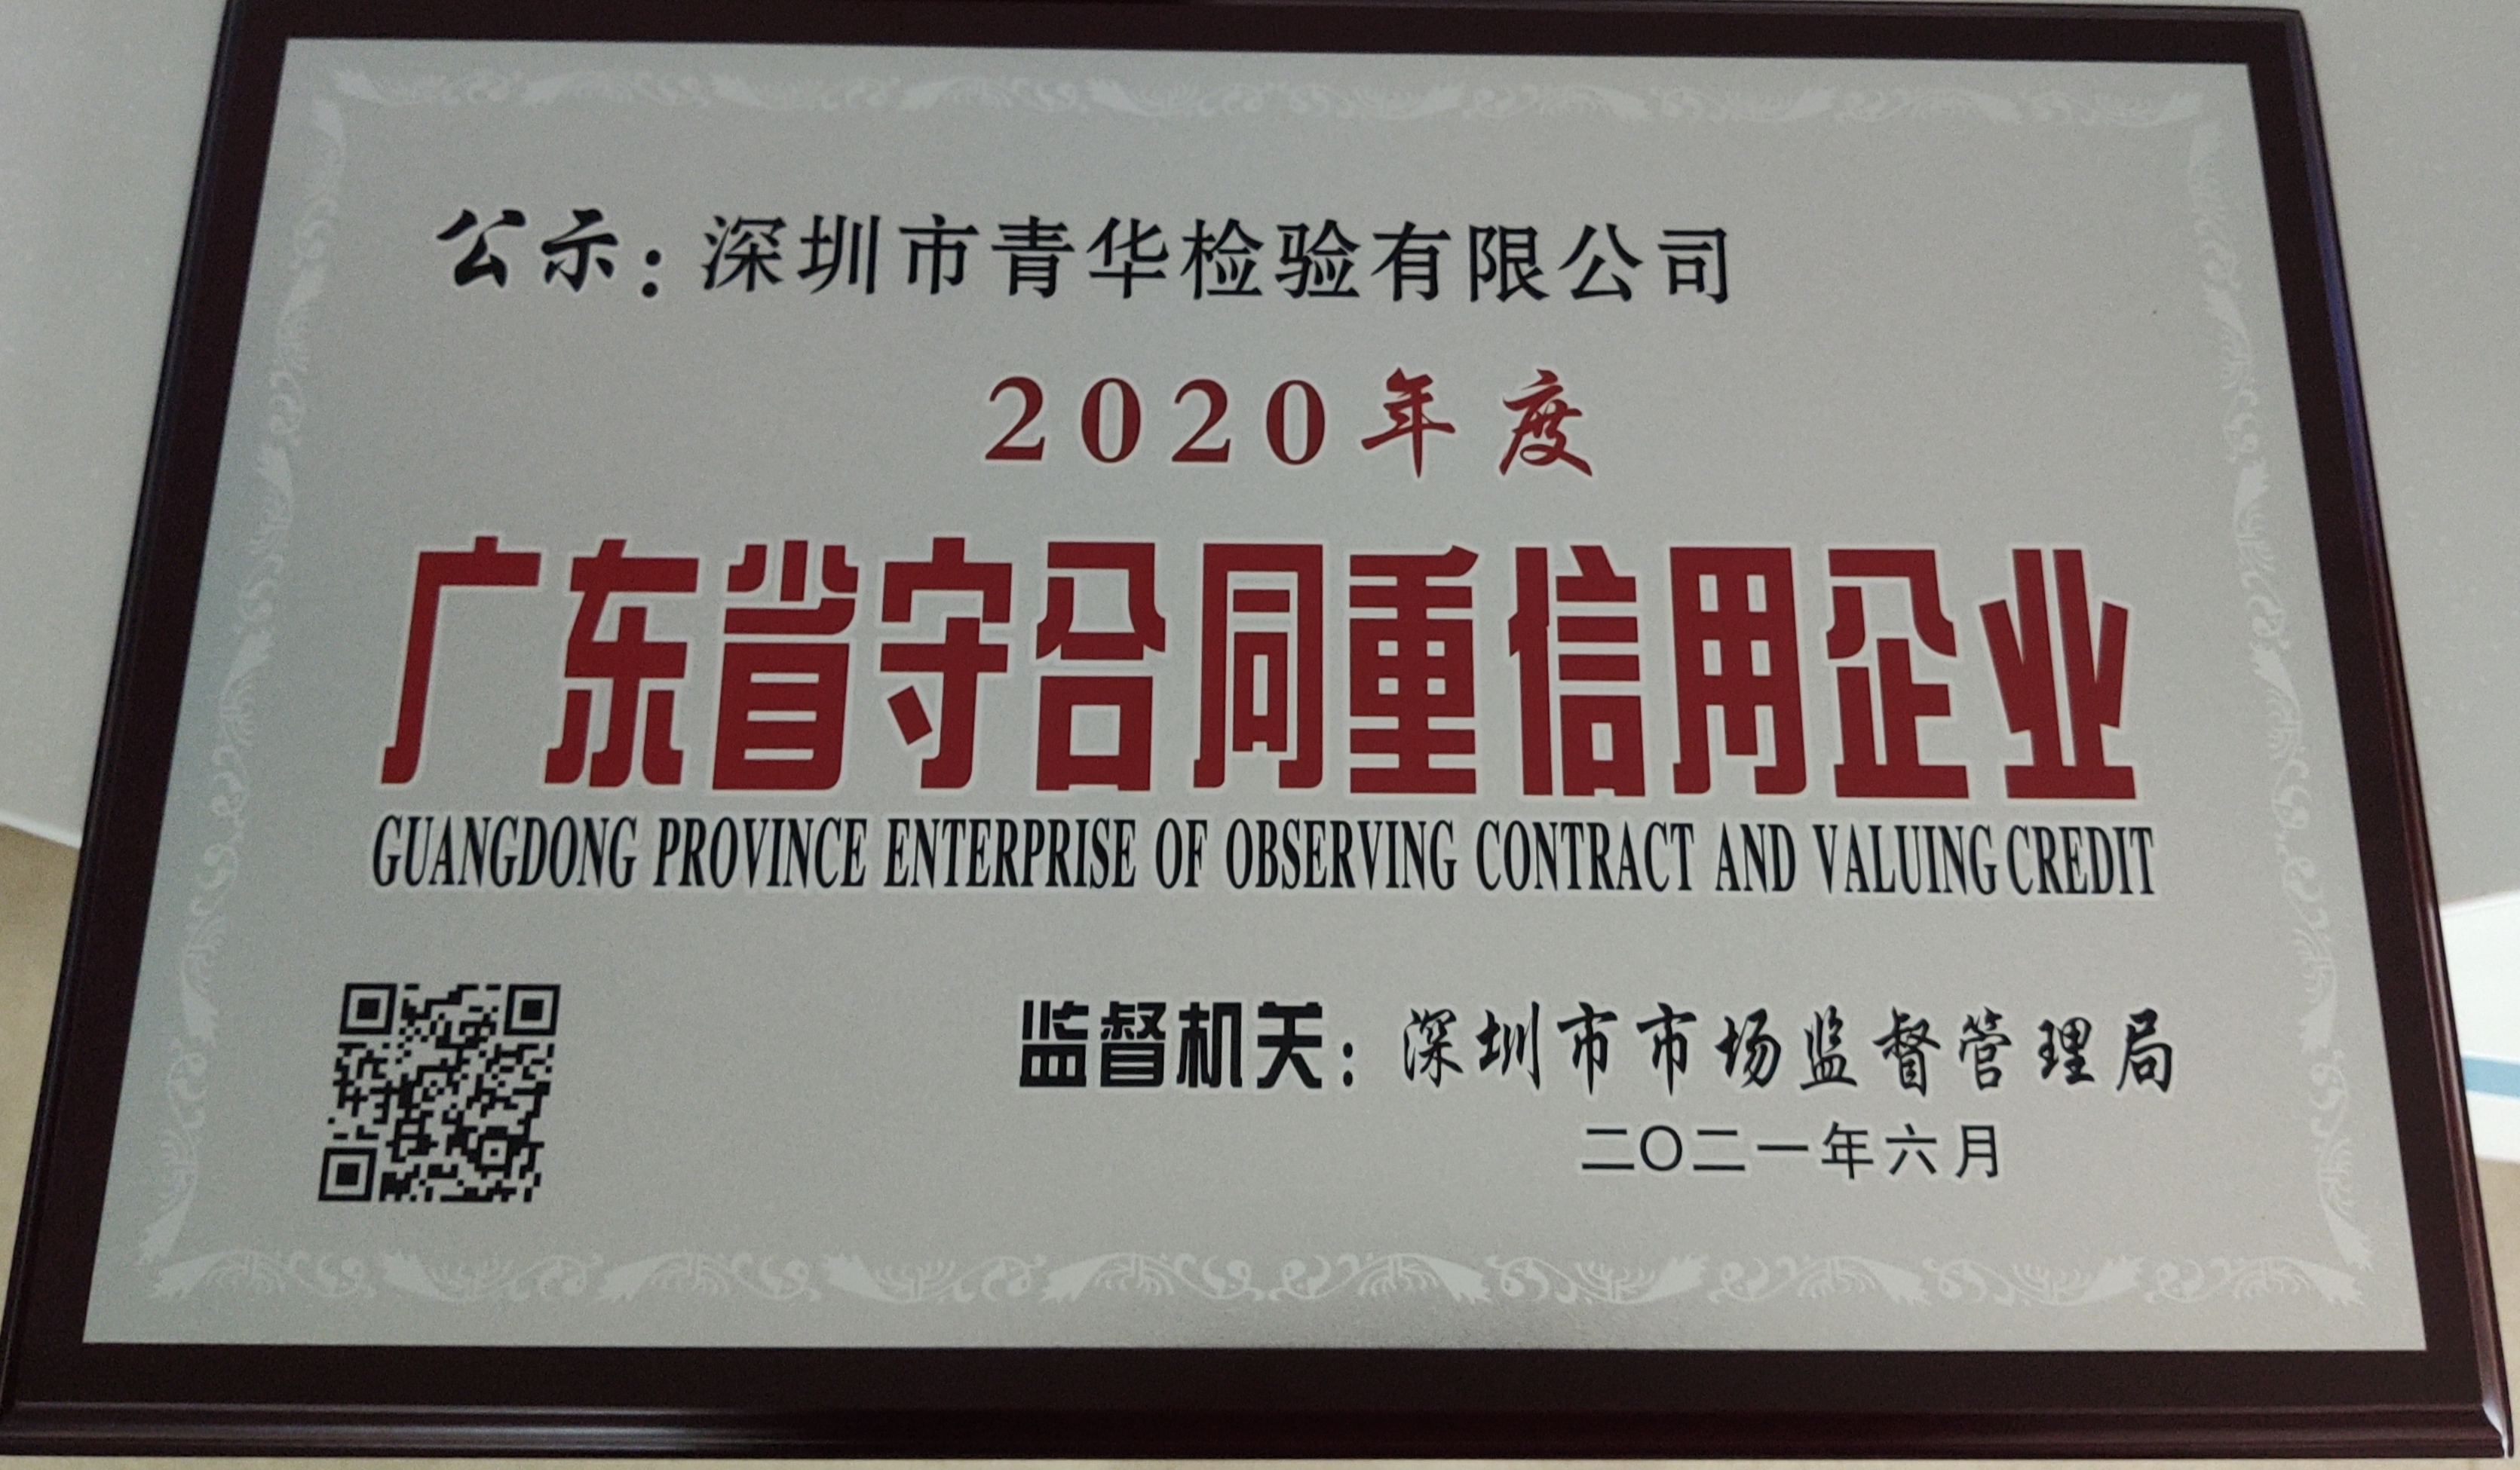 公示：深圳市青华检验有限公司
2020年度
广东省守合同重信用企业
GUANGDONG PROVINCE ENTERPRISE OF OBSERVING CONTRACT AND VALUING CREDIT
监督机关：深圳市市场监督管理局
二〇二一年六月